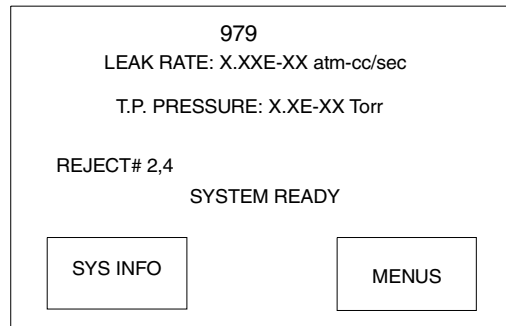 979
LEAK RATE: X.XXE-XX atm-cc/sec
T.P. PRESSURE: X.XE-XX Torr
REJECT# 2,4
SYSTEM READY
SYS INFO
MENUS